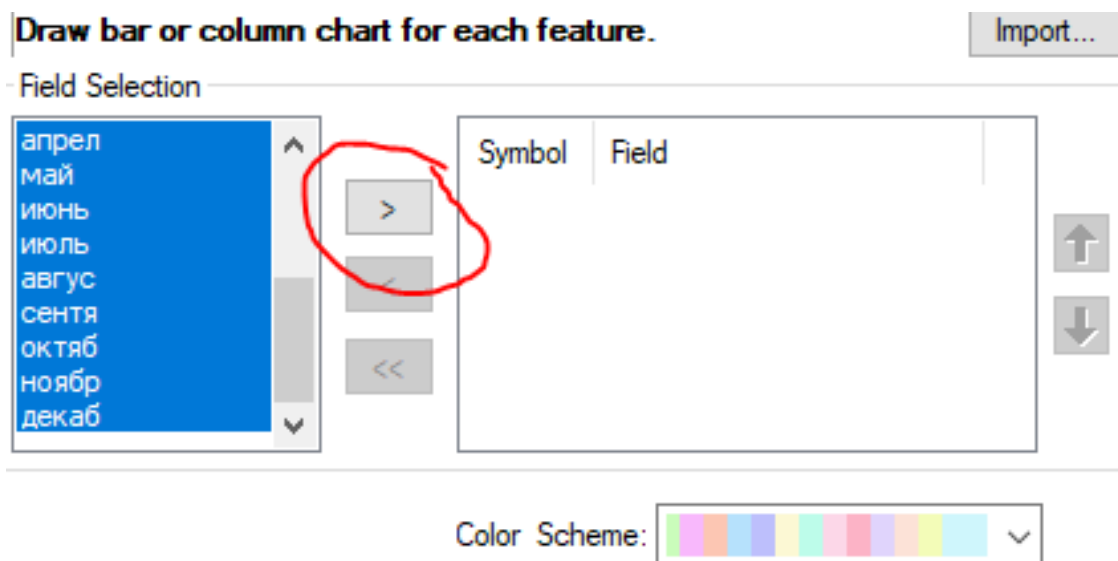 Draw bar or column chart for each feature.
Import...
Field Selection
апрел
май
июнь
июль
авгус
сентя
октяб
ноябр
декаб
>
<
<<
Symbol Field
Color Scheme: